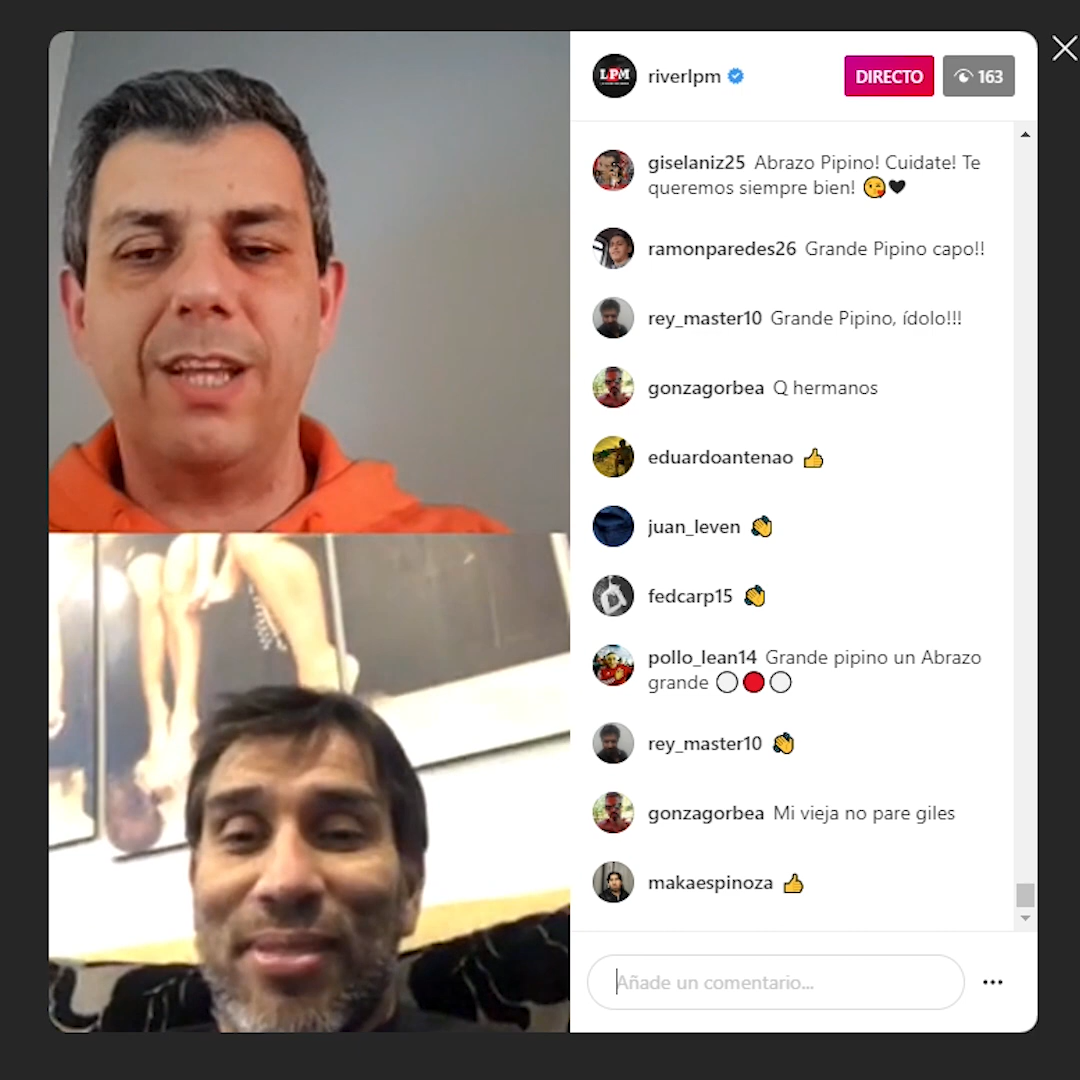 LPM
riverlpm
DIRECTO
163
giselaniz25 Abrazo Pipino! Cuidate! Te
queremos siempre bien! 😘🖤
ramonparedes26 Grande Pipino capo!!
rey_master10 Grande Pipino, ídolo!!!
gonzagorbea Q hermanos
eduardoantenao 👍
juan_leven 👏
fedcarp15 👏
pollo_lean14 Grande pipino un Abrazo
grande ⚪🔴⚪
rey_master10 👏
gonzagorbea Mi vieja no pare giles
makaespinoza 👍
Añade un comentario...